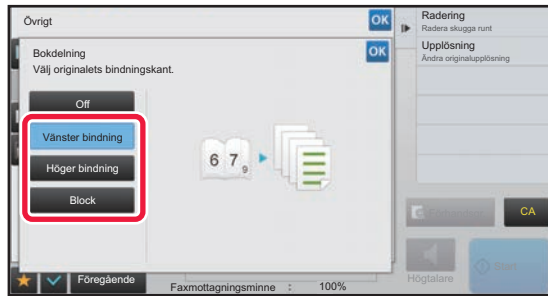 Övrigt
OK
Bokdelning
OK
Välj originalets bindningskant.
Off
Vänster bindning
Höger bindning
Block
6 7 9
Föregående
Faxmottagningsminne : 100%
Radering
Radera skugga runt
Upplösning
Ändra originalupplösning
CA
Högtalare
Start